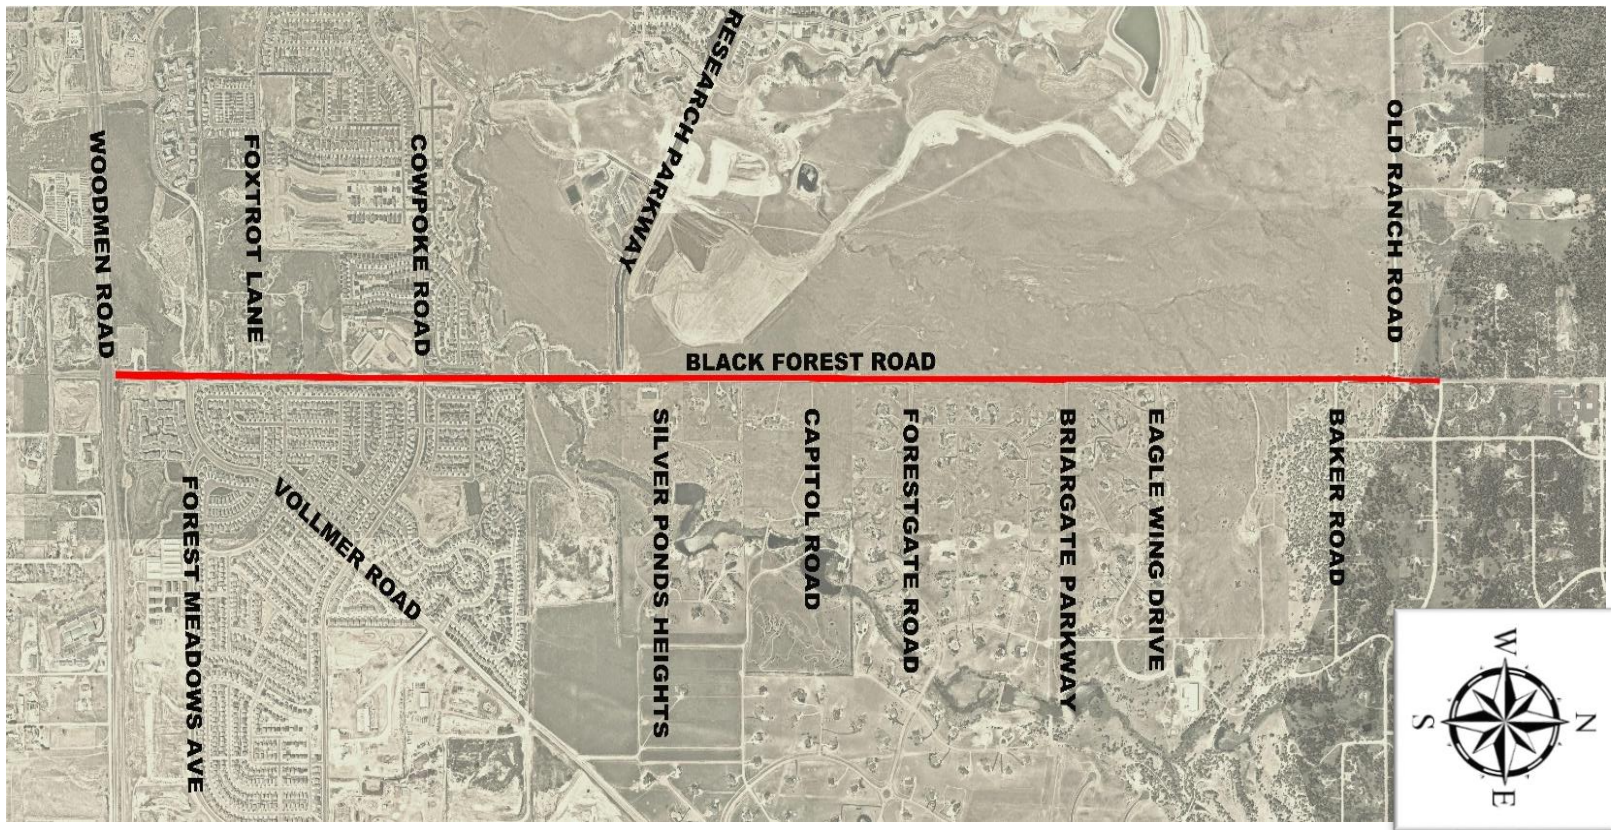 RESEARCH PARKWAY
WOODMEN ROAD
FOXTROT LANE
COWPOKE ROAD
OLD RANCH ROAD
BLACK FOREST ROAD
FOREST MEADOWS AVE
VOLLMER ROAD
SILVER PONDS HEIGHTS
CAPITOL ROAD
FORESTGATE ROAD
BRIARGATE PARKWAY
EAGLE WING DRIVE
BAKER ROAD
W
S
N
E